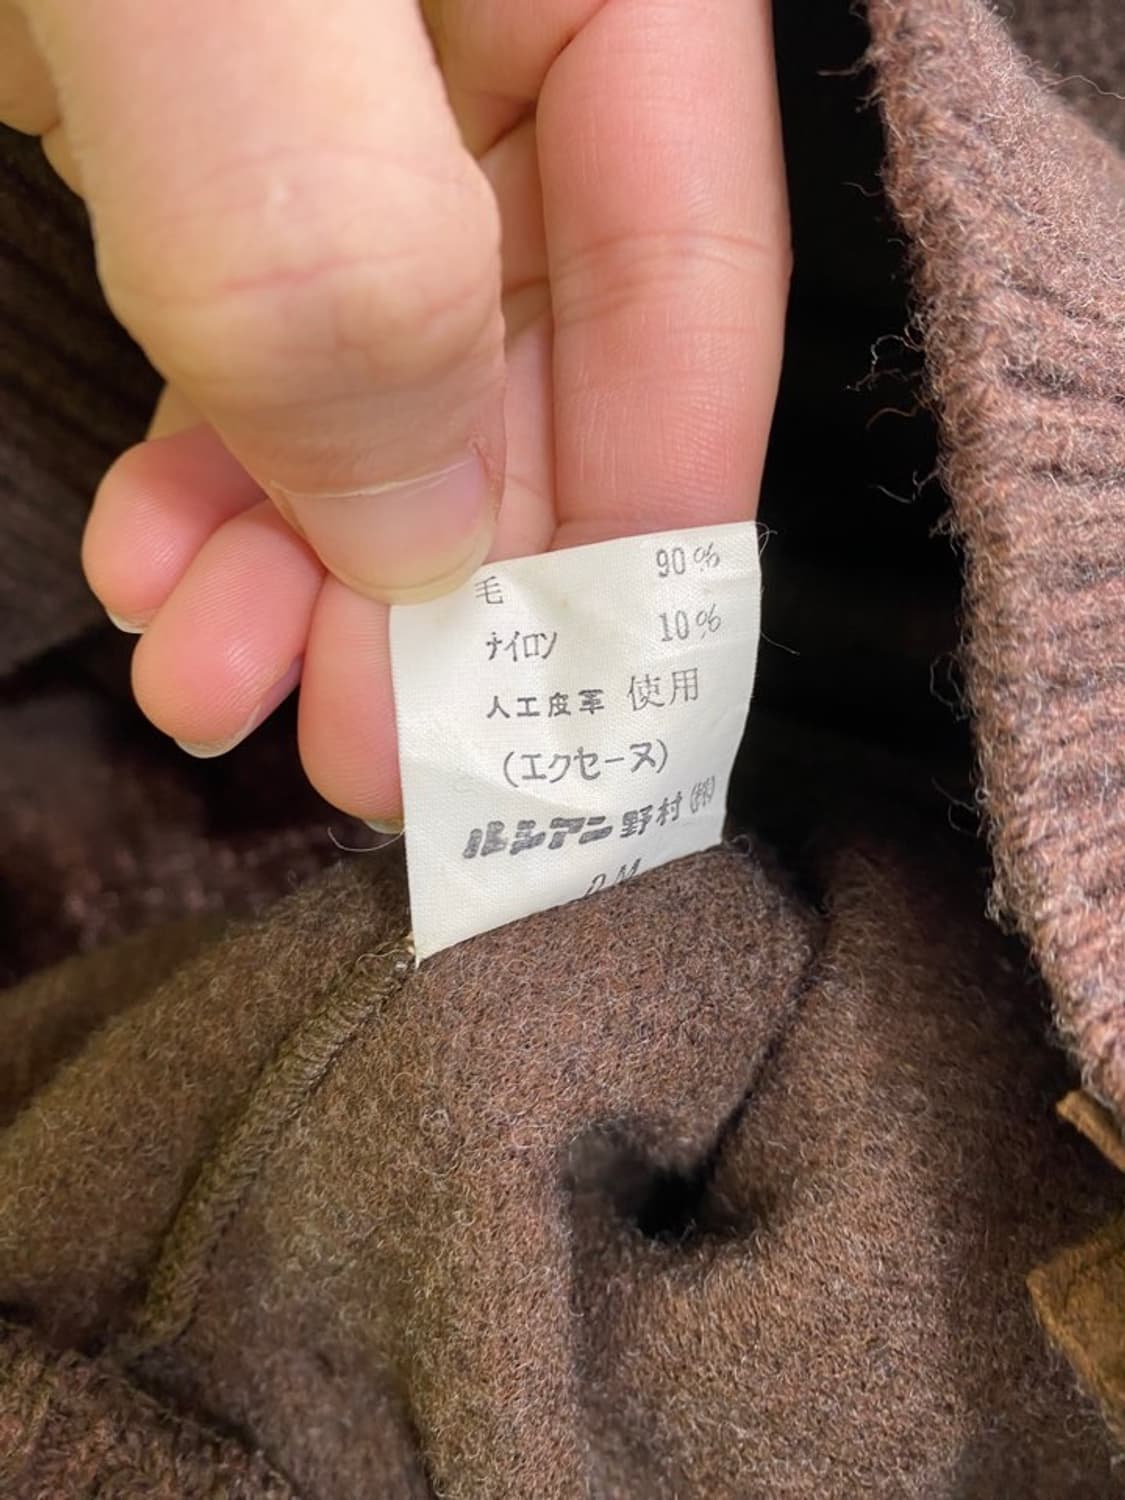 毛 90%
ナイロン 10%
人工皮革 使用
(エクセーヌ)
ルシアン野村(株)